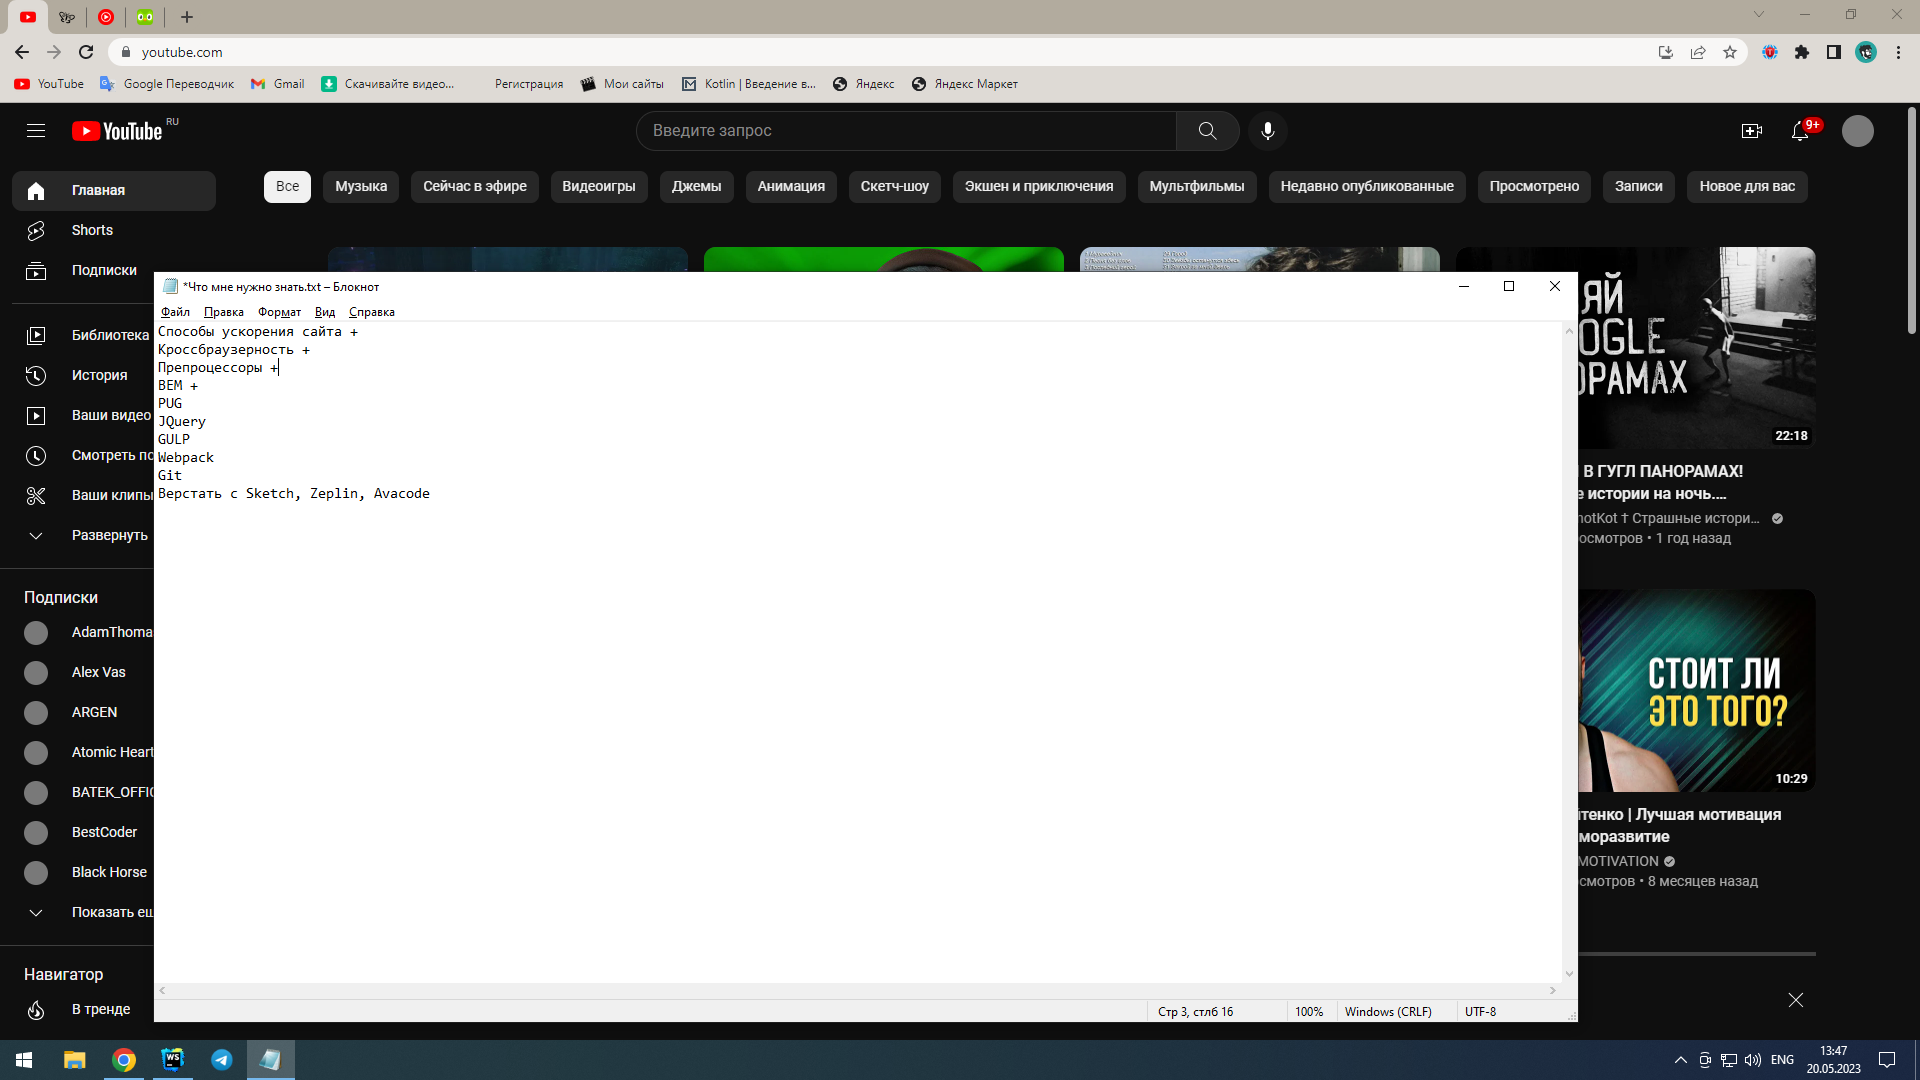 youtube.com
YouTube
Google Переводчик
Gmail
Скачивайте видео...
Регистрация
Мои сайты
Kotlin | Введение в...
Яндекс
Яндекс Маркет
YouTube RU
Введите запрос
9+
Главная
Shorts
Подписки
Библиотека
История
Ваши видео
Смотреть по
Ваши клипы
Развернуть
Подписки
AdamThoma
Alex Vas
ARGEN
Atomic Heart
BATEK_OFFIC
BestCoder
Black Horse
Показать ещ
Навигатор
В тренде
Все
Музыка
Сейчас в эфире
Видеоигры
Джемы
Анимация
Скетч-шоу
Экшен и приключения
Мультфильмы
Недавно опубликованные
Просмотрено
Записи
Новое для вас
*Что мне нужно знать.txt – Блокнот
Файл Правка Формат Вид Справка
Способы ускорения сайта +
Кроссбраузерность +
Препроцессоры +
BEM +
PUG
JQuery
GULP
Webpack
Git
Верстать с Sketch, Zeplin, Avacode
Стр 3, стлб 16
100%
Windows (CRLF)
UTF-8
ЯЙ
OGLE
ОРАМАХ
22:18
В ГУГЛ ПАНОРАМАХ!
е истории на ночь....
notKot † Страшные истори...
осмотров • 1 год назад
СТОИТ ЛИ
ЭТО ТОГО?
10:29
тенко | Лучшая мотивация
моразвитие
MOTIVATION
смотров • 8 месяцев назад
WS
ENG
13:47
20.05.2023